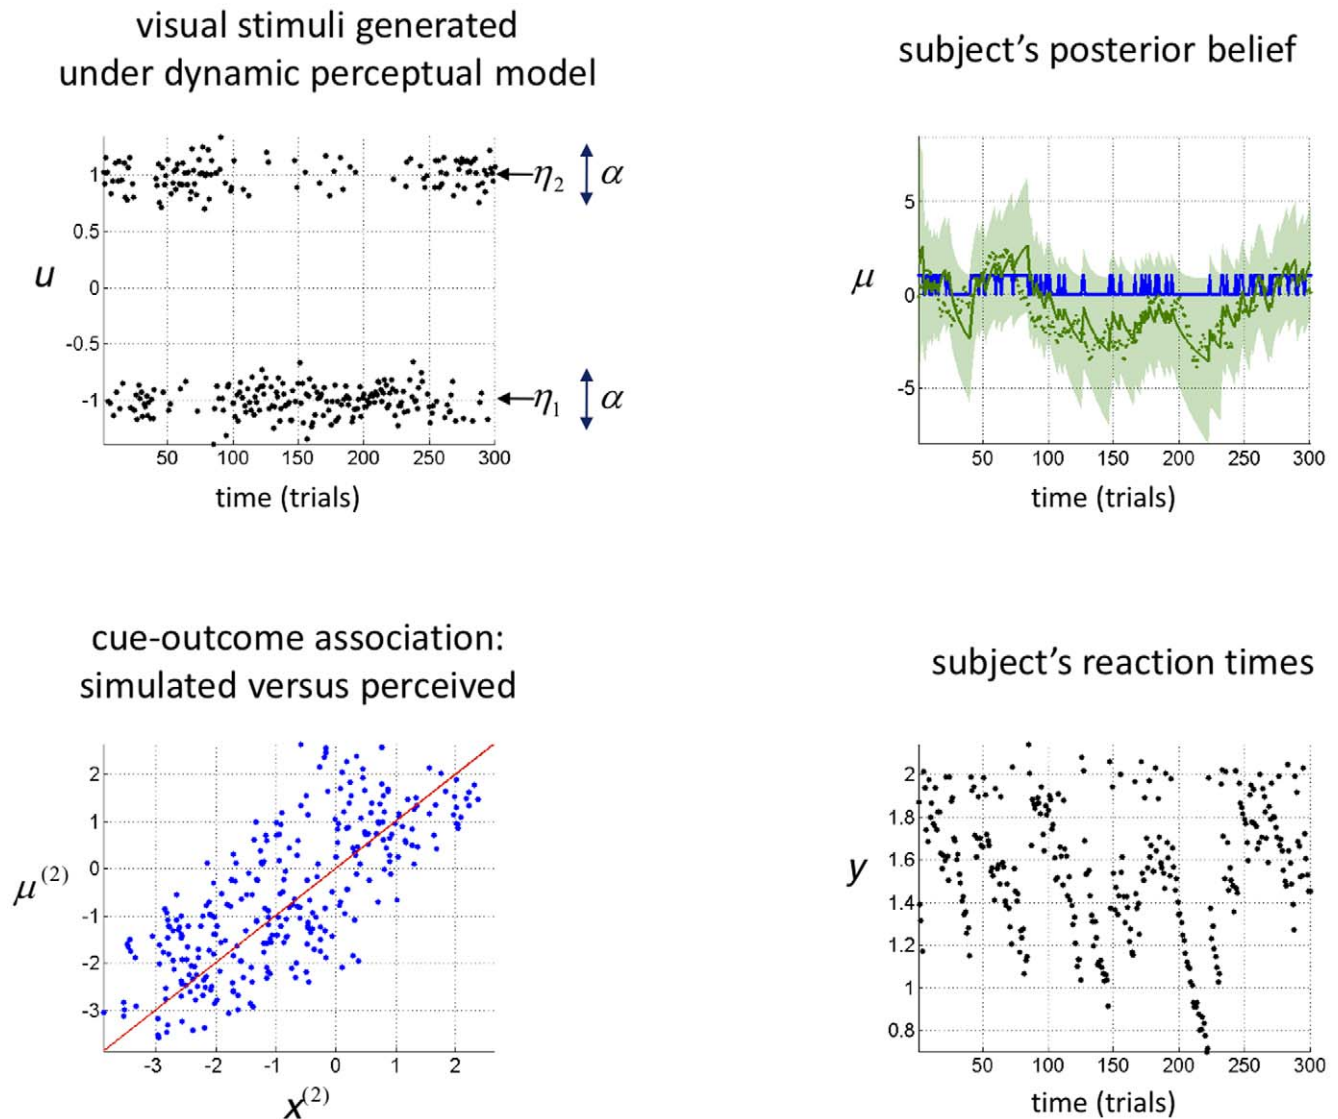 visual stimuli generated
under dynamic perceptual model
1
0.5
0
-0.5
-1
u
η₂
α
η₁
α
50 100 150 200 250 300
time (trials)
subject's posterior belief
5
0
-5
μ
50 100 150 200 250 300
time (trials)
cue-outcome association:
simulated versus perceived
2
1
0
-1
-2
-3
μ⁽²⁾
-3 -2 -1 0 1 2
x⁽²⁾
subject's reaction times
2
1.8
1.6
1.4
1.2
1
0.8
y
50 100 150 200 250 300
time (trials)